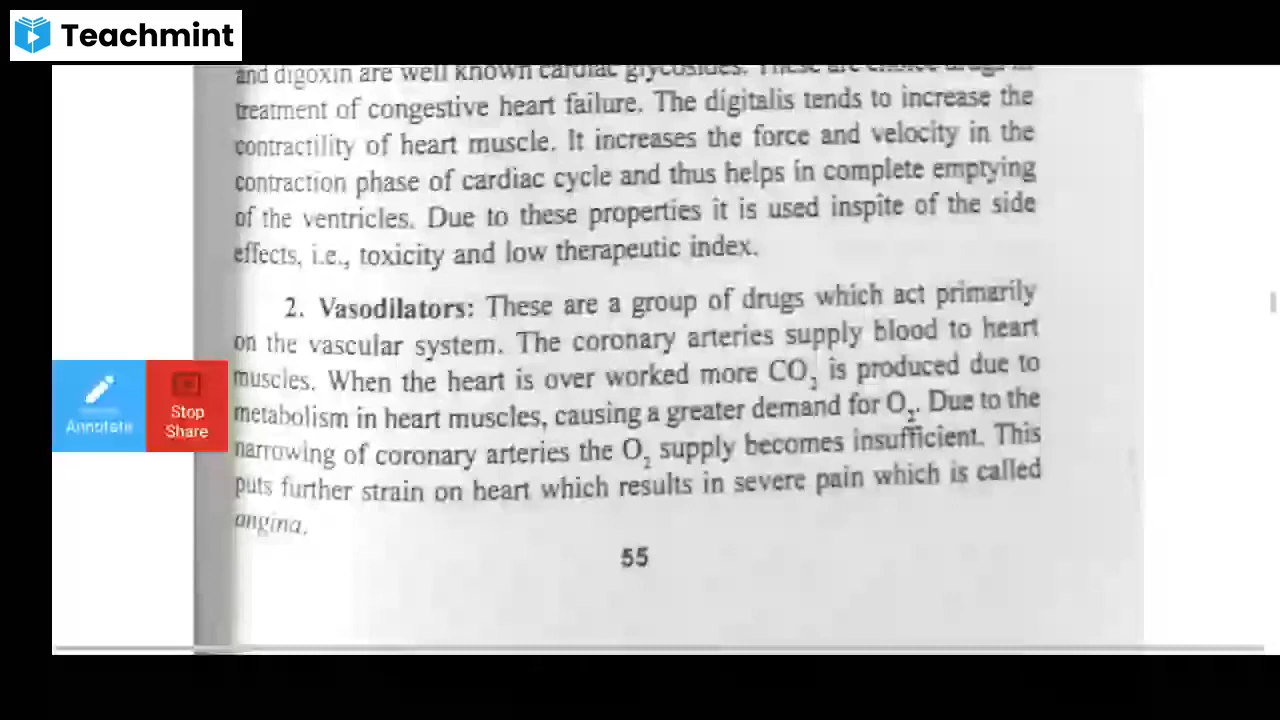 Teachmint
and digoxin are well known cardiac glycosides. These are choice drugs in
treatment of congestive heart failure. The digitalis tends to increase the
contractility of heart muscle. It increases the force and velocity in the
contraction phase of cardiac cycle and thus helps in complete emptying
of the ventricles. Due to these properties it is used inspite of the side
effects, i.e., toxicity and low therapeutic index.
2. Vasodilators: These are a group of drugs which act primarily
on the vascular system. The coronary arteries supply blood to heart
muscles. When the heart is over worked more CO₂ is produced due to
metabolism in heart muscles, causing a greater demand for O₂. Due to the
narrowing of coronary arteries the O₂ supply becomes insufficient. This
puts further strain on heart which results in severe pain which is called
angina.
55
Annotate
Stop
Share